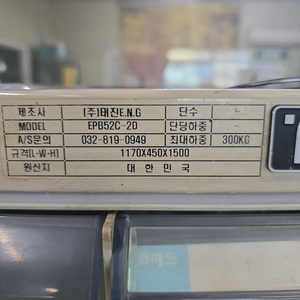 제조사 (주)태진E.N.G 단수
MODEL EPB52C-2D 단당하중
A/S문의 032-819-0949 최대하중 300KG
규격(L-W-H) 1170X450X1500
원산지 대 한 민 국